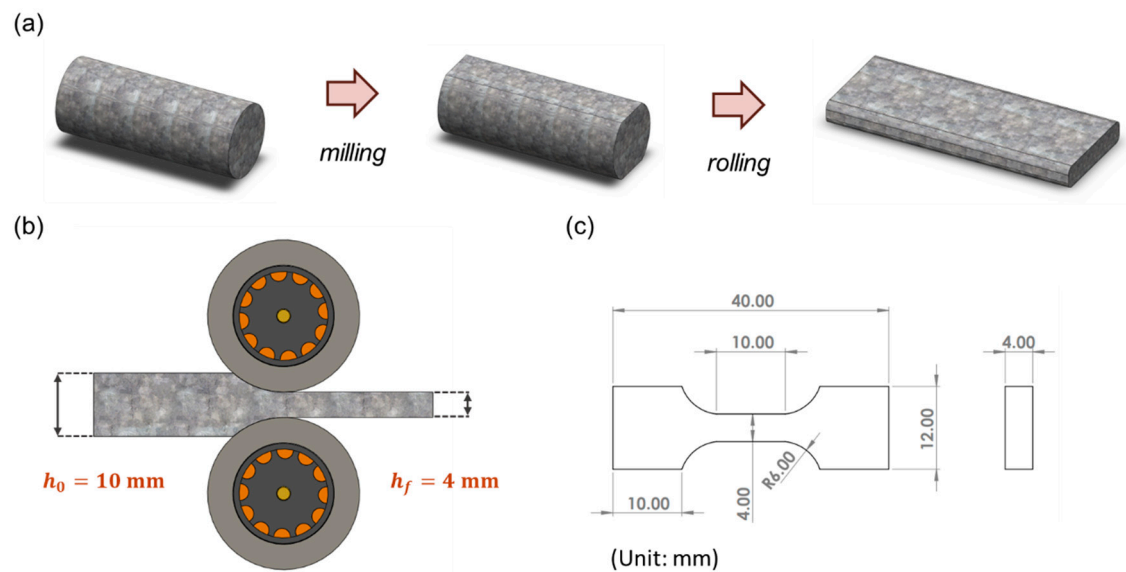 (a)
milling
rolling
(b)
h₀ = 10 mm
h_f = 4 mm
(c)
40.00
10.00
4.00
12.00
R6.00
10.00
4.00
(Unit: mm)